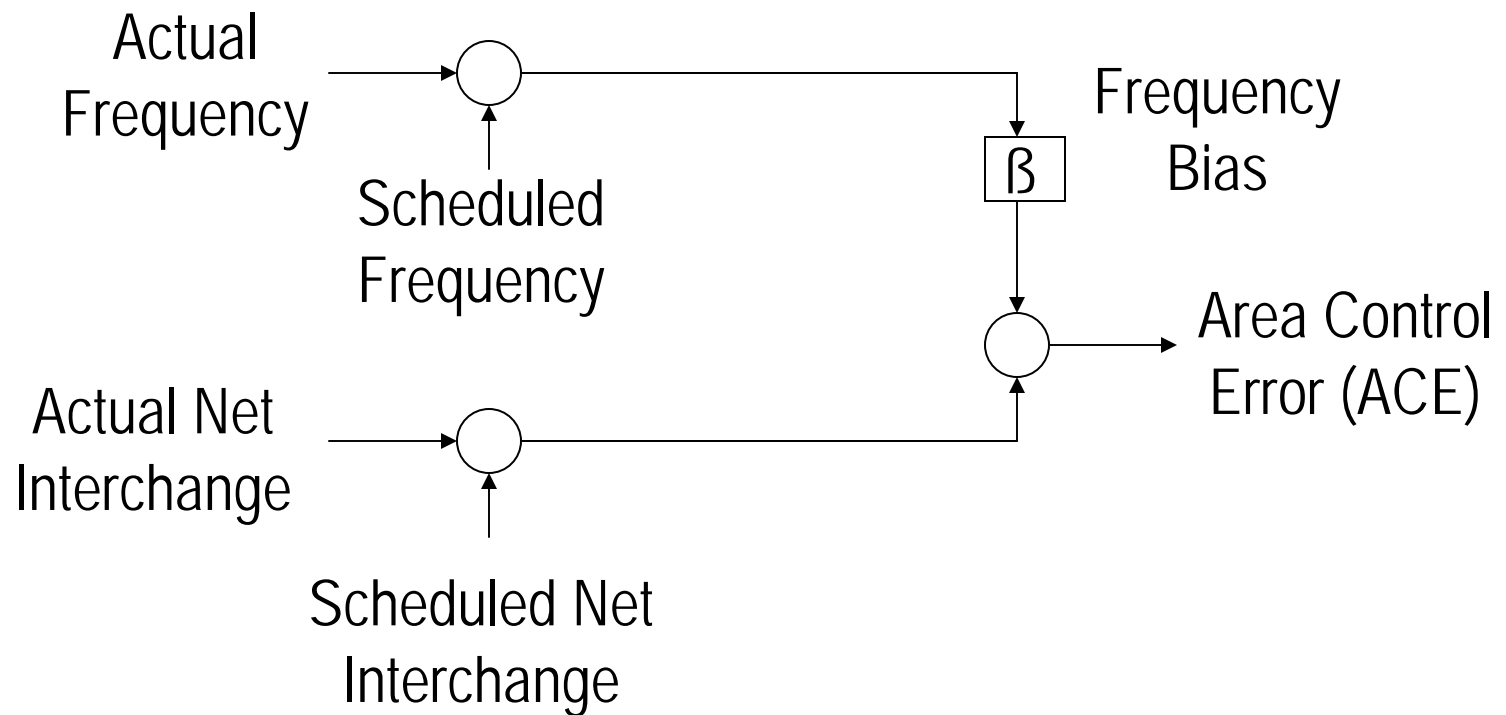 Actual
Frequency
Scheduled
Frequency
ß
Frequency
Bias
Area Control
Error (ACE)
Actual Net
Interchange
Scheduled Net
Interchange